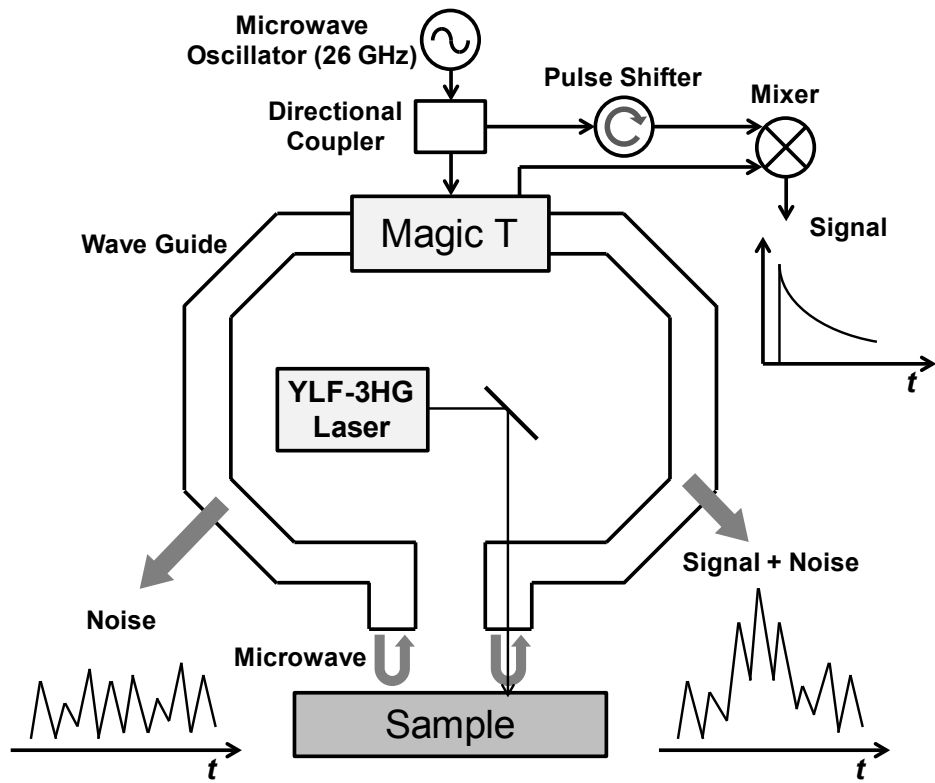 Microwave
Oscillator (26 GHz)
Pulse Shifter
Mixer
Directional
Coupler
Magic T
Wave Guide
Signal
t
YLF-3HG
Laser
Signal + Noise
Noise
Microwave
Sample
t
t